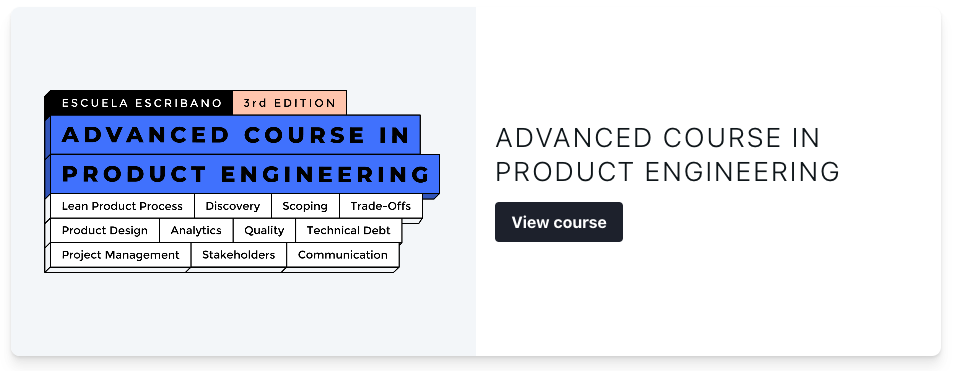 ESCUELA ESCRIBANO 3rd EDITION
ADVANCED COURSE IN
PRODUCT ENGINEERING
Lean Product Process Discovery Scoping Trade-Offs
Product Design Analytics Quality Technical Debt
Project Management Stakeholders Communication
ADVANCED COURSE IN
PRODUCT ENGINEERING
View course